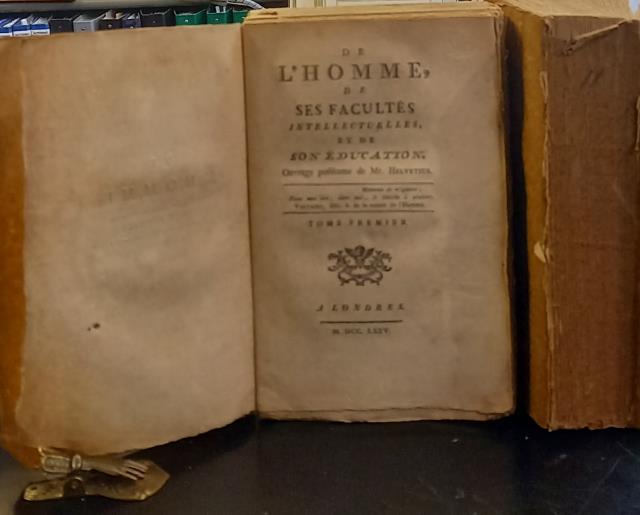 DE
L'HOMME,
DE
SES FACULTÉS
INTELLECTUELLES,
ET DE
SON ÉDUCATION.
Ouvrage posthume de Mr. HELVETIUS.
TOME PREMIER
A LONDRES.
M. DCC. LXXV.